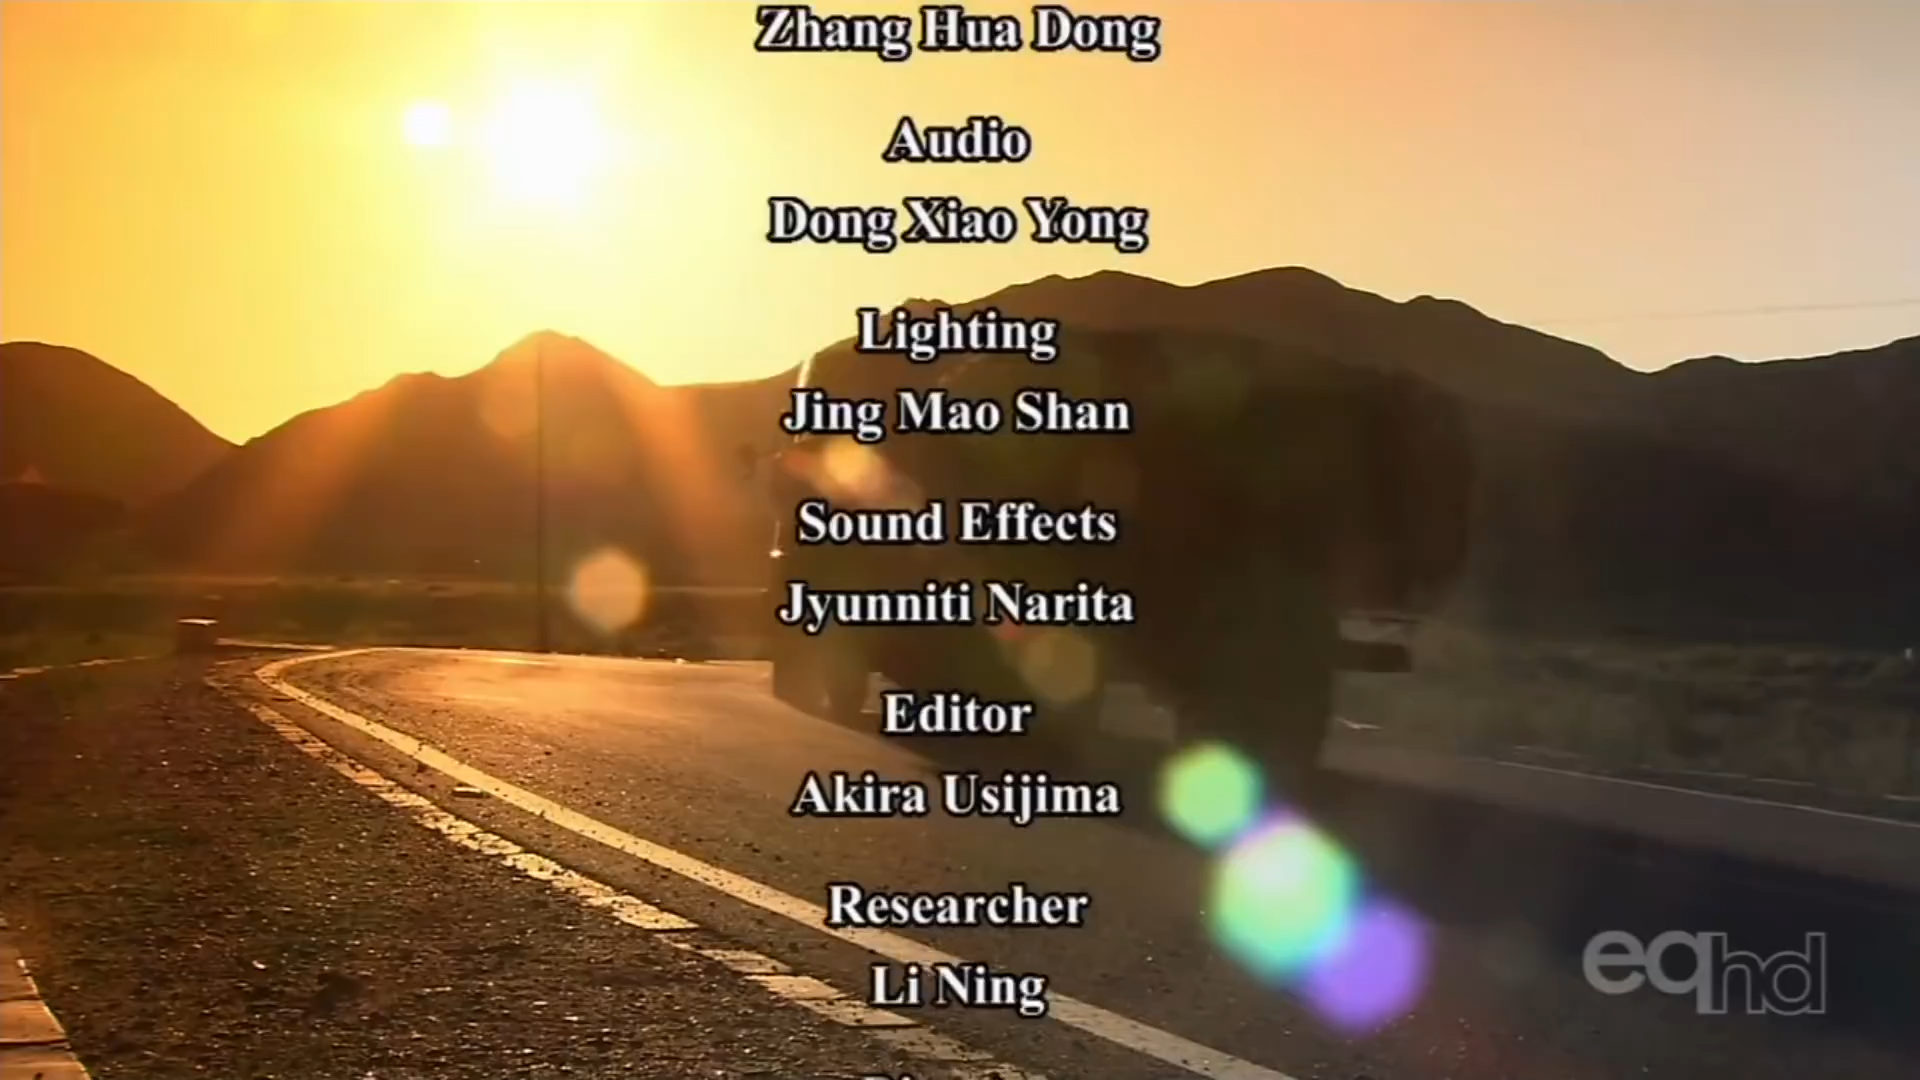 Zhang Hua Dong
Audio
Dong Xiao Yong
Lighting
Jing Mao Shan
Sound Effects
Jyunniti Narita
Editor
Akira Usijima
Researcher
Li Ning
eqhd